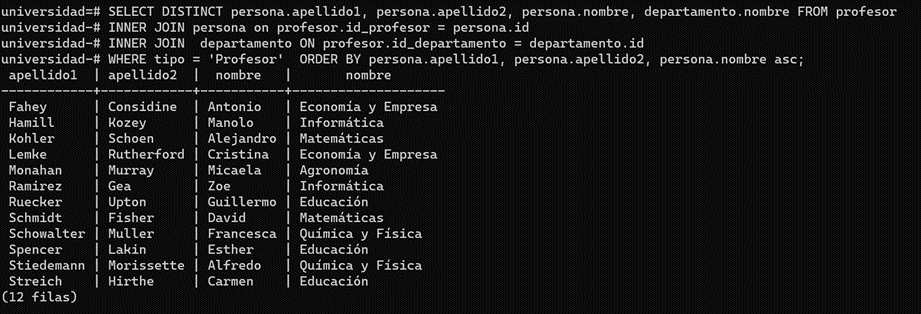 universidad=# SELECT DISTINCT persona.apellido1, persona.apellido2, persona.nombre, departamento.nombre FROM profesor
universidad-# INNER JOIN persona on profesor.id_profesor = persona.id
universidad-# INNER JOIN  departamento ON profesor.id_departamento = departamento.id
universidad-# WHERE tipo = 'Profesor'  ORDER BY persona.apellido1, persona.apellido2, persona.nombre asc;
 apellido1  | apellido2  |  nombre   |       nombre
------------+------------+-----------+--------------------
 Fahey      | Considine  | Antonio   | Economía y Empresa
 Hamill     | Kozey      | Manolo    | Informática
 Kohler     | Schoen     | Alejandro | Matemáticas
 Lemke      | Rutherford | Cristina  | Economía y Empresa
 Monahan    | Murray     | Micaela   | Agronomía
 Ramirez    | Gea        | Zoe       | Informática
 Ruecker    | Upton      | Guillermo | Educación
 Schmidt    | Fisher     | David     | Matemáticas
 Schowalter | Muller     | Francesca | Química y Física
 Spencer    | Lakin      | Esther    | Educación
 Stiedemann | Morissette | Alfredo   | Química y Física
 Streich    | Hirthe     | Carmen    | Educación
(12 filas)